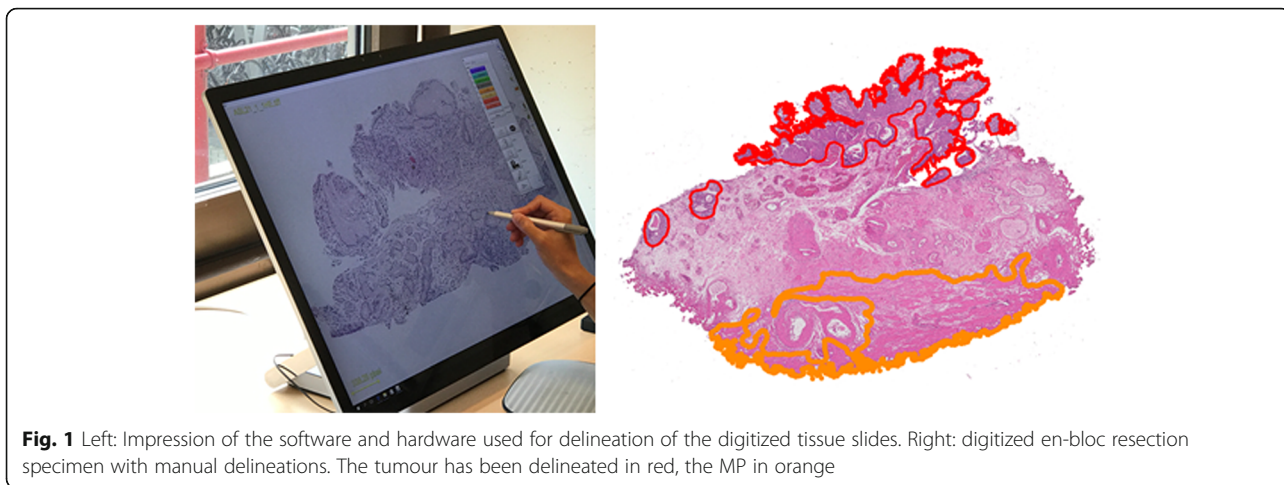 Fig. 1 Left: Impression of the software and hardware used for delineation of the digitized tissue slides. Right: digitized en-bloc resection
specimen with manual delineations. The tumour has been delineated in red, the MP in orange